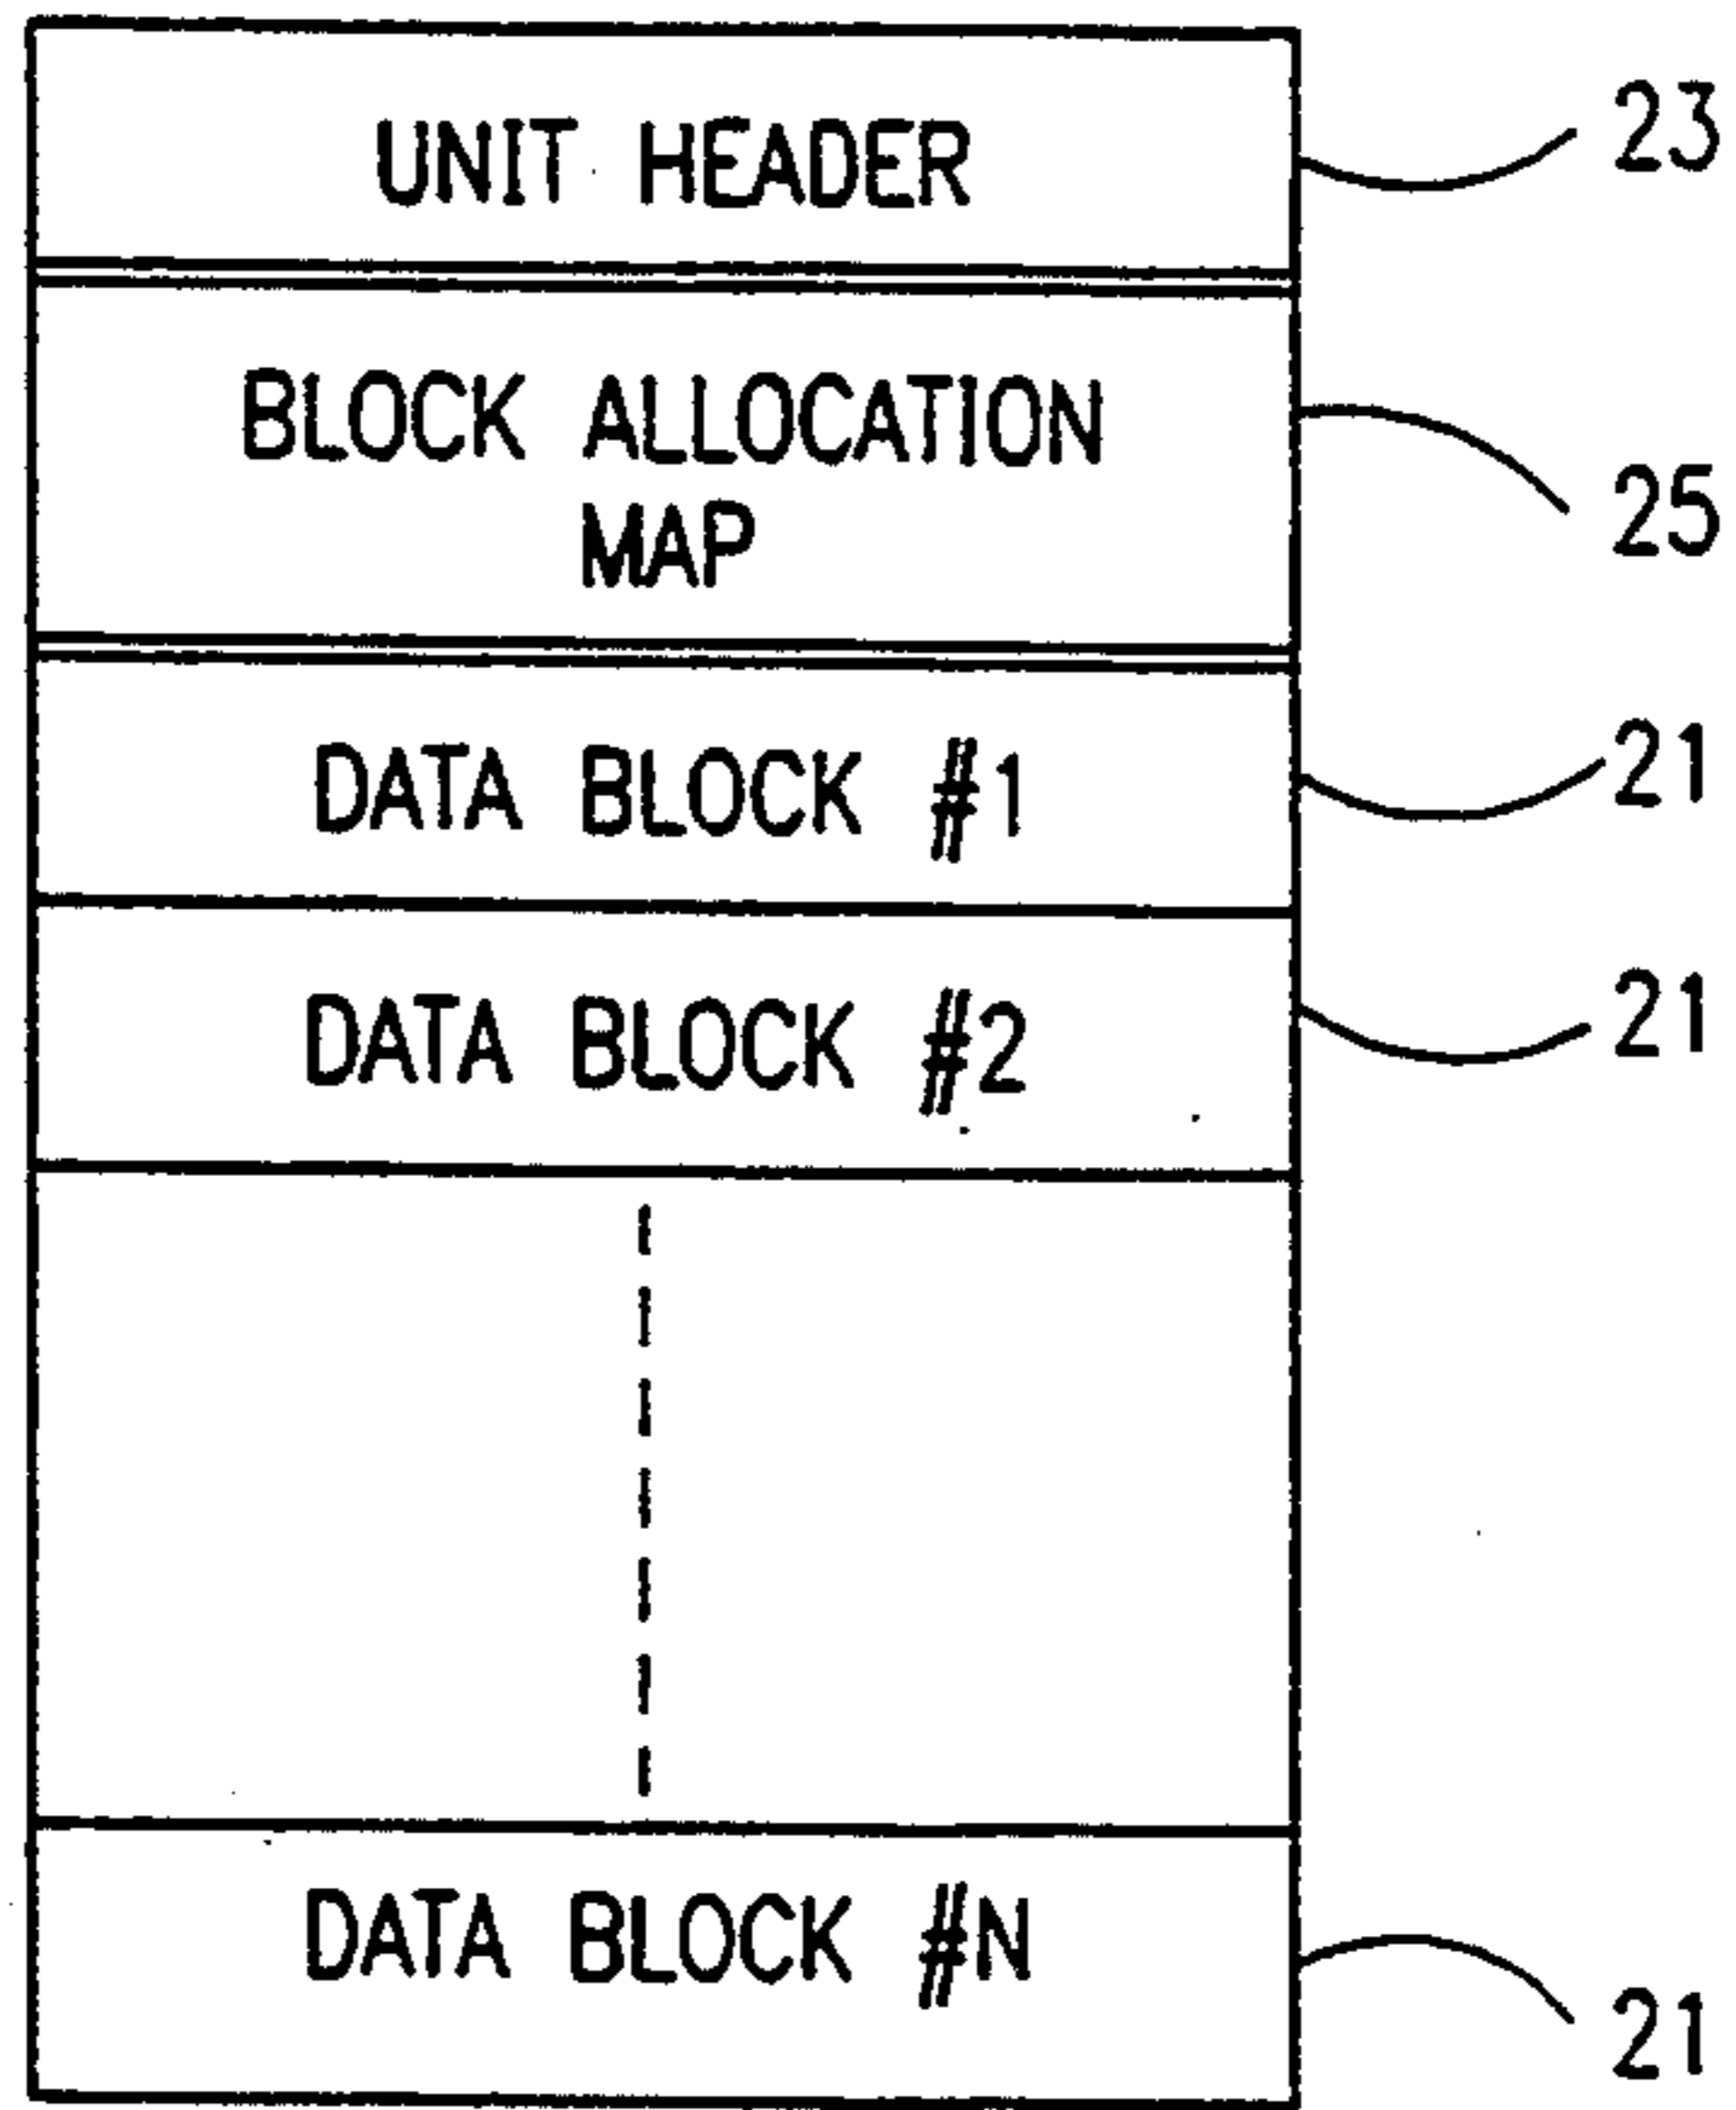 UNIT HEADER
23
BLOCK ALLOCATION
MAP
25
DATA BLOCK #1
21
DATA BLOCK #2
21
DATA BLOCK #N
21